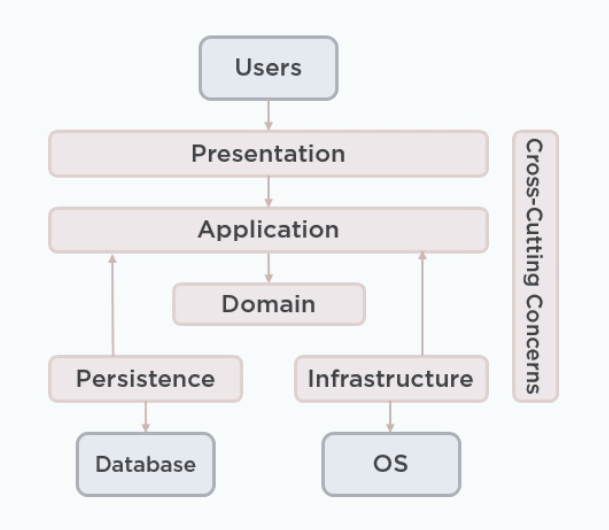 Users
Presentation
Application
Domain
Persistence
Infrastructure
Database
OS
Cross-Cutting Concerns